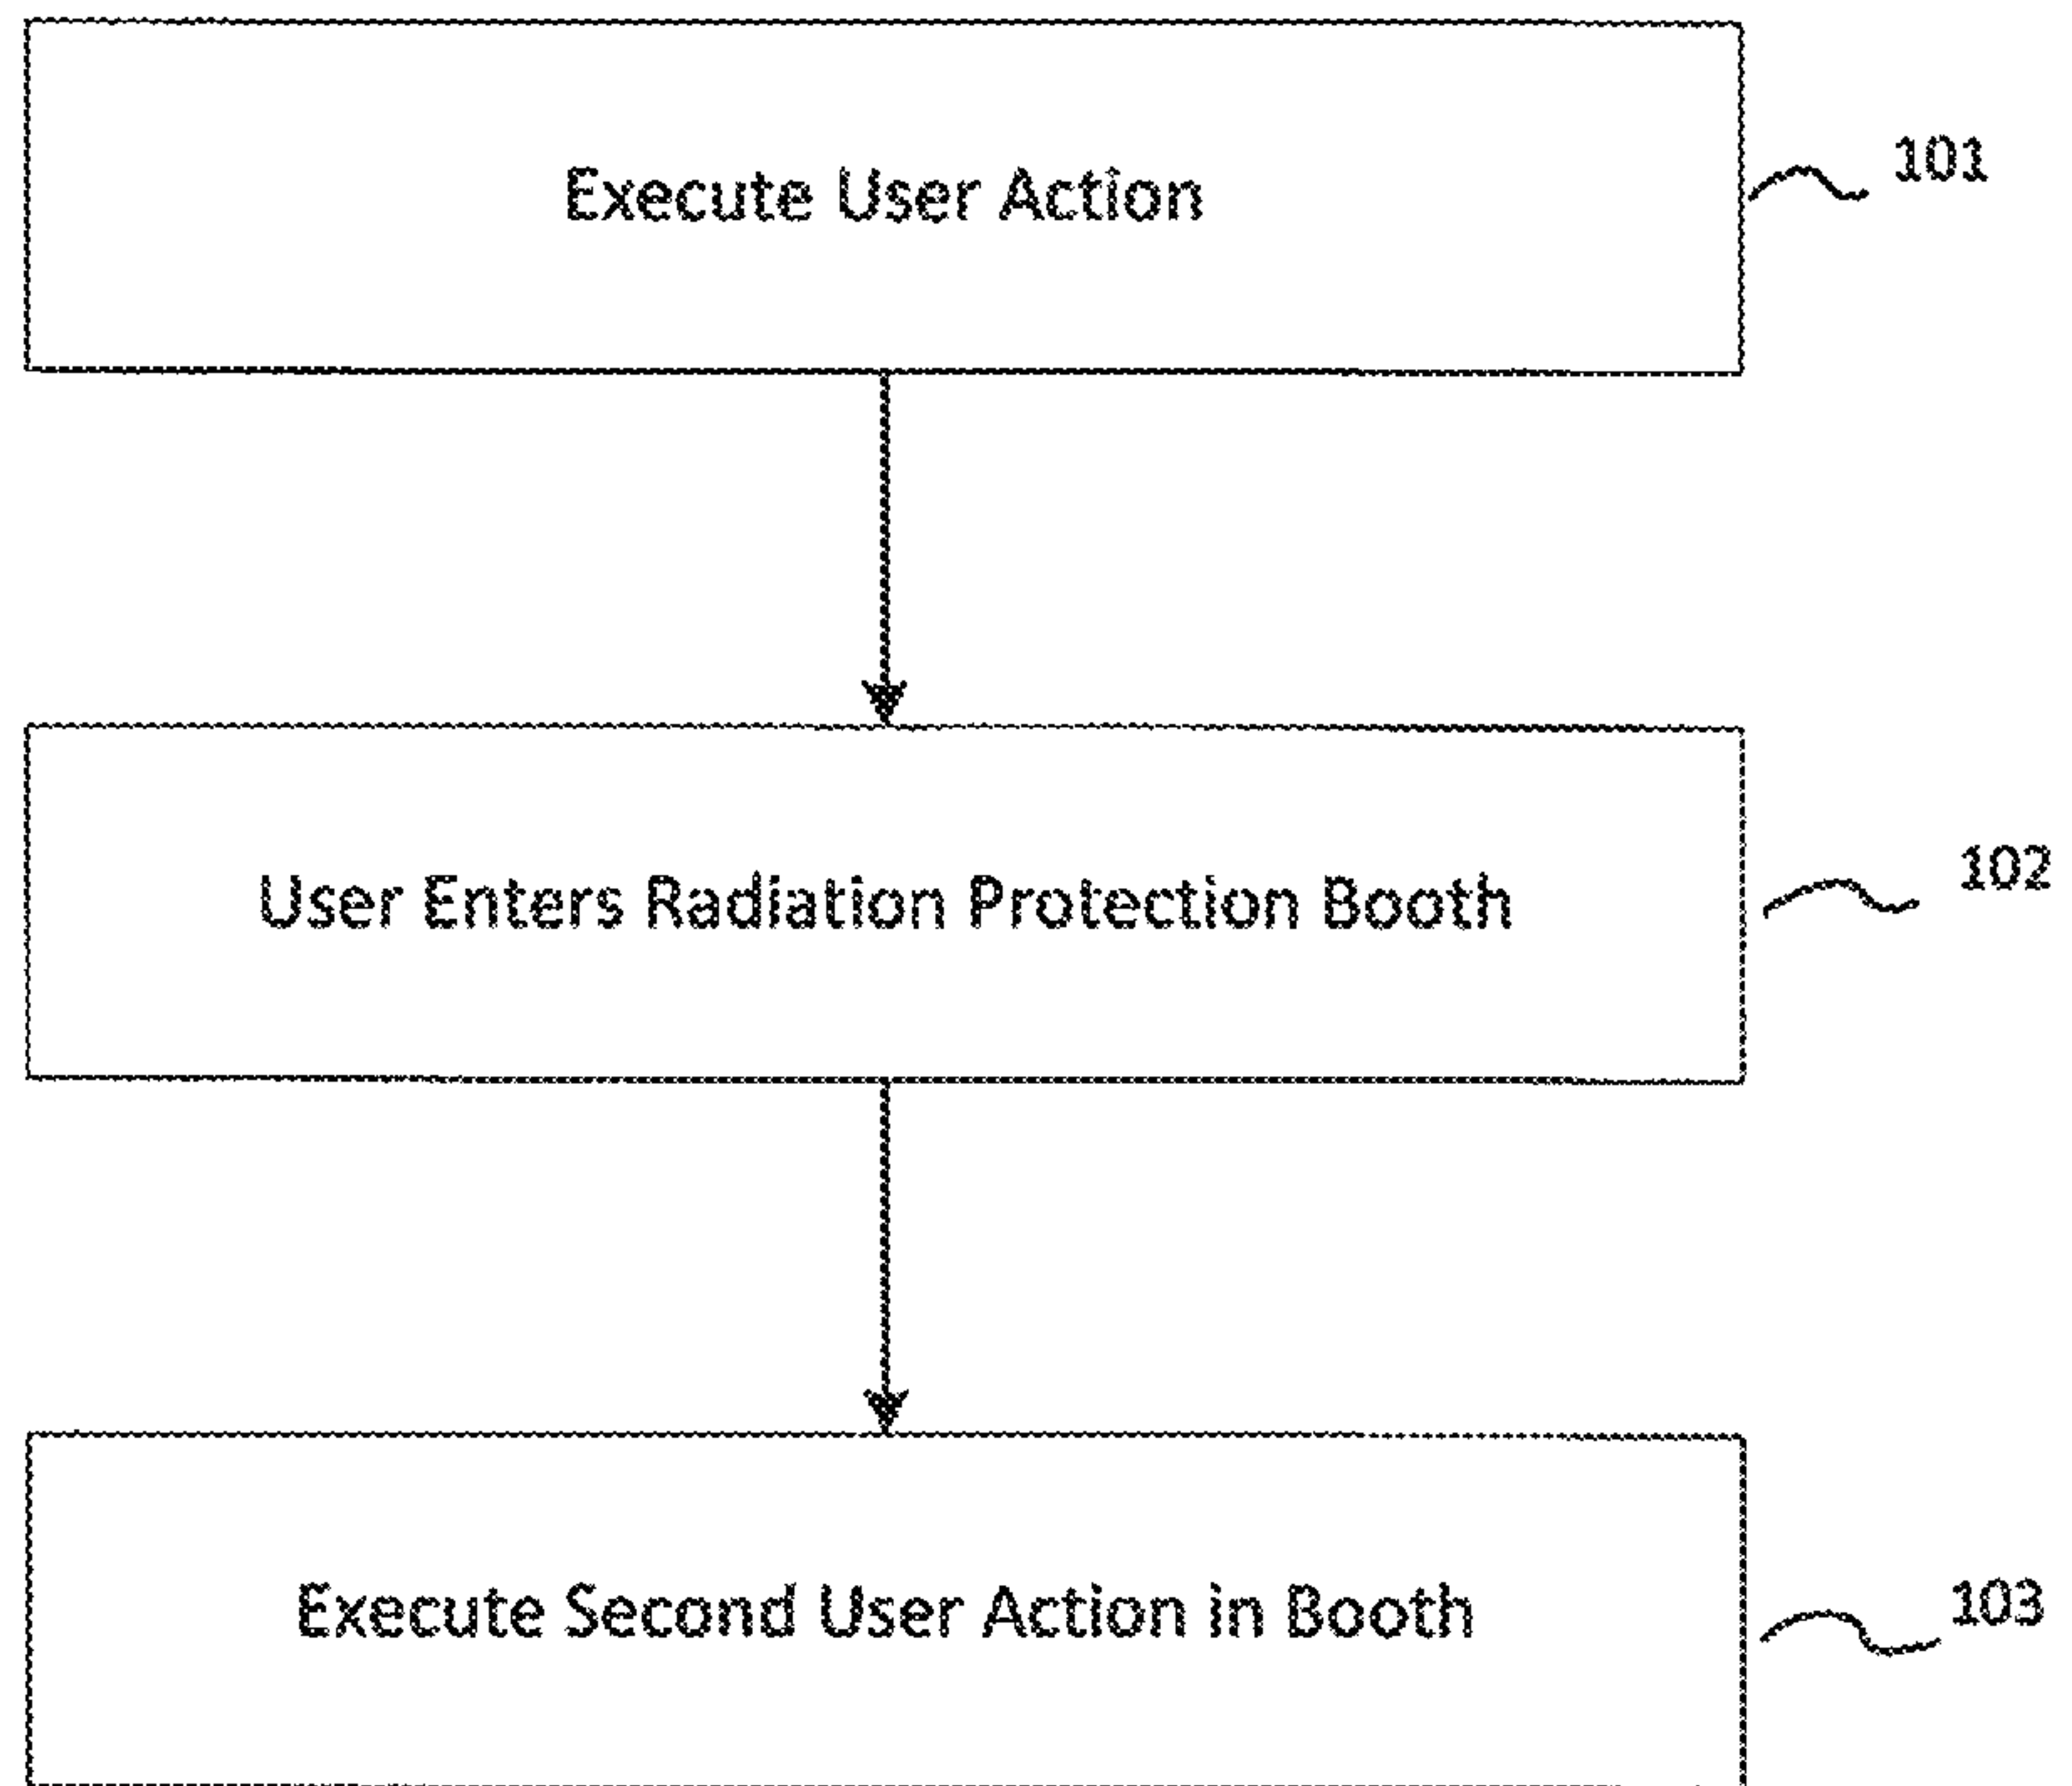 Execute User Action
101
User Enters Radiation Protection Booth
102
Execute Second User Action in Booth
103